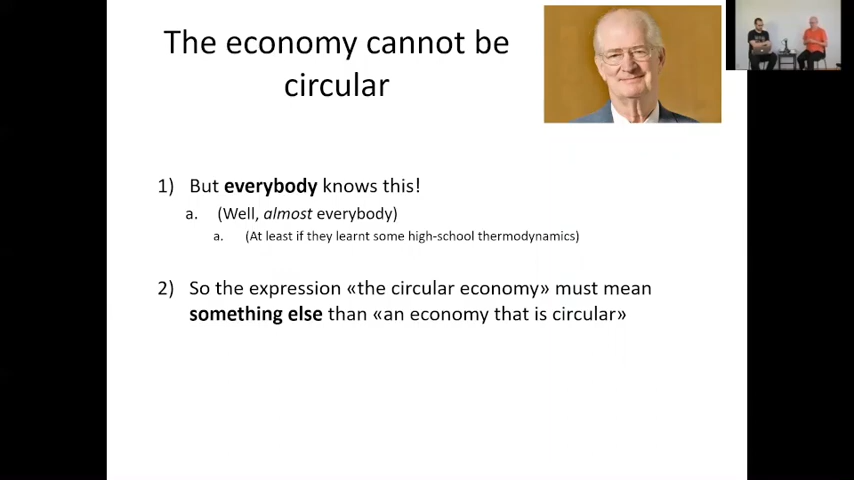 The economy cannot be
circular
1) But everybody knows this!
a. (Well, almost everybody)
a. (At least if they learnt some high-school thermodynamics)
2) So the expression «the circular economy» must mean
something else than «an economy that is circular»